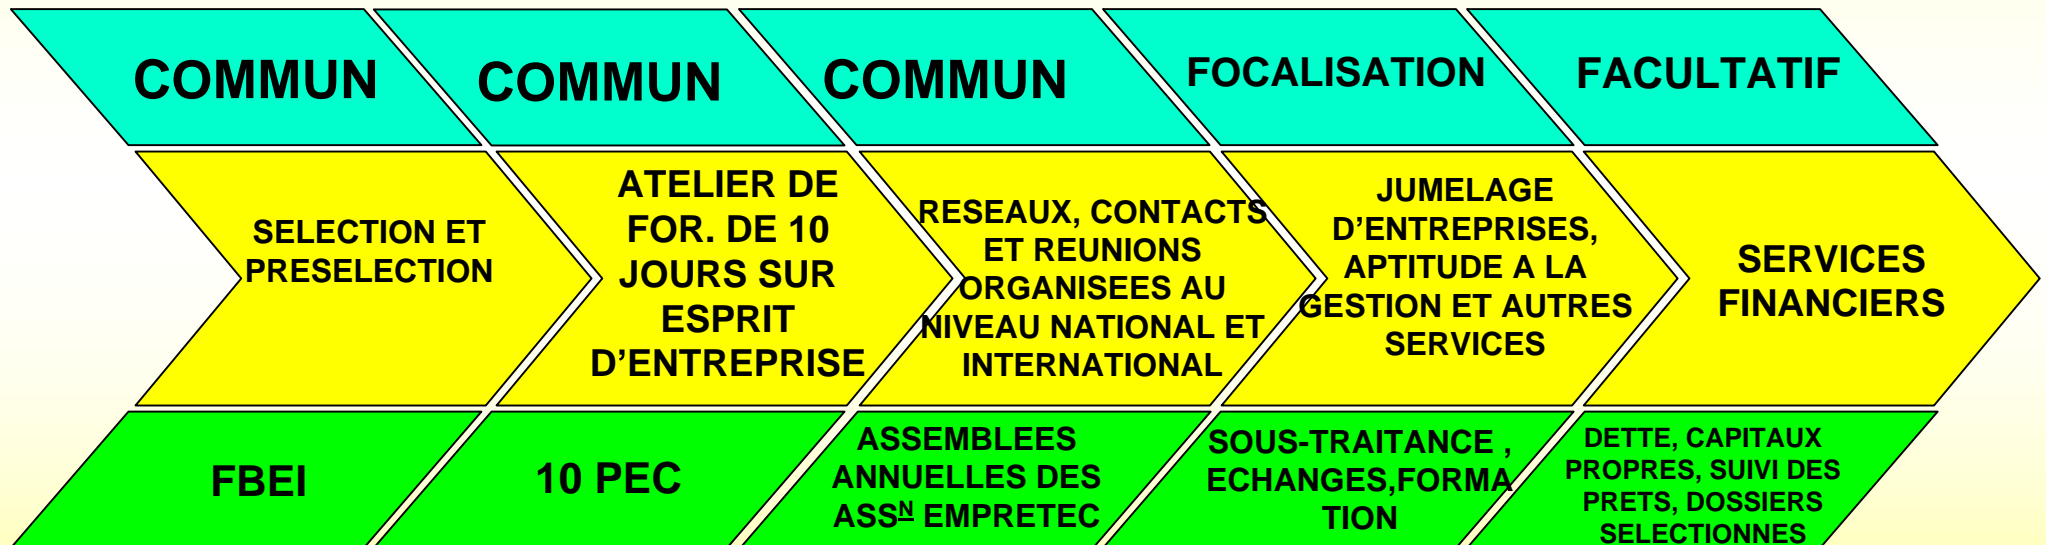 COMMUN
COMMUN
COMMUN
FOCALISATION
FACULTATIF
SELECTION ET
PRESELECTION
ATELIER DE
FOR. DE 10
JOURS SUR
ESPRIT
D’ENTREPRISE
RESEAUX, CONTACTS
ET REUNIONS
ORGANISEES AU
NIVEAU NATIONAL ET
INTERNATIONAL
JUMELAGE
D’ENTREPRISES,
APTITUDE A LA
GESTION ET AUTRES
SERVICES
SERVICES
FINANCIERS
FBEI
10 PEC
ASSEMBLEES
ANNUELLES DES
ASSᴺ EMPRETEC
SOUS-TRAITANCE ,
ECHANGES,FORMA
TION
DETTE, CAPITAUX
PROPRES, SUIVI DES
PRETS, DOSSIERS
SELECTIONNES